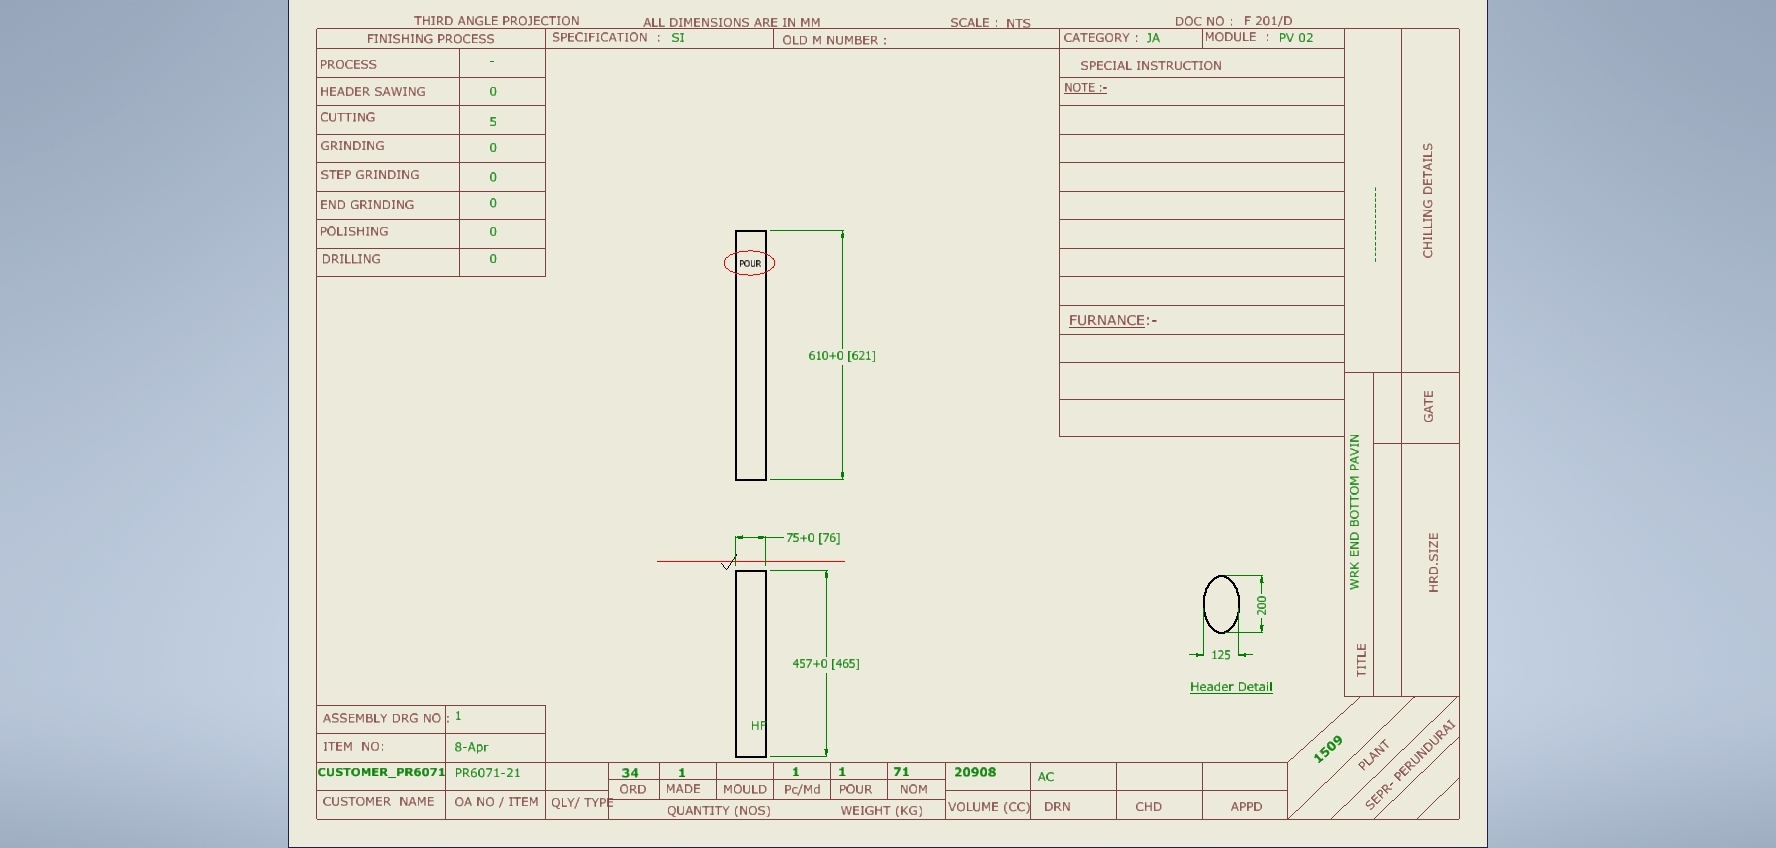 THIRD ANGLE PROJECTION ALL DIMENSIONS ARE IN MM SCALE : NTS DOC NO : F 201/D
FINISHING PROCESS SPECIFICATION : SI OLD M NUMBER : CATEGORY : JA MODULE : PV 02
PROCESS -
HEADER SAWING 0
CUTTING 5
GRINDING 0
STEP GRINDING 0
END GRINDING 0
POLISHING 0
DRILLING 0
SPECIAL INSTRUCTION
NOTE :-
FURNANCE:-
CHILLING DETAILS
----------
GATE
HRD.SIZE
WRK END BOTTOM PAVIN
TITLE
POUR
610+0 [621]
75+0 [76]
457+0 [465]
HF
200
125
Header Detail
ASSEMBLY DRG NO : 1
ITEM NO: 8-Apr
CUSTOMER_PR6071 PR6071-21 34 1 1 1 71 20908 AC
ORD MADE MOULD Pc/Md POUR NOM
CUSTOMER NAME OA NO / ITEM QLY/ TYPE QUANTITY (NOS) WEIGHT (KG) VOLUME (CC) DRN CHD APPD
1509
PLANT
SEPR- PERUNDURAI